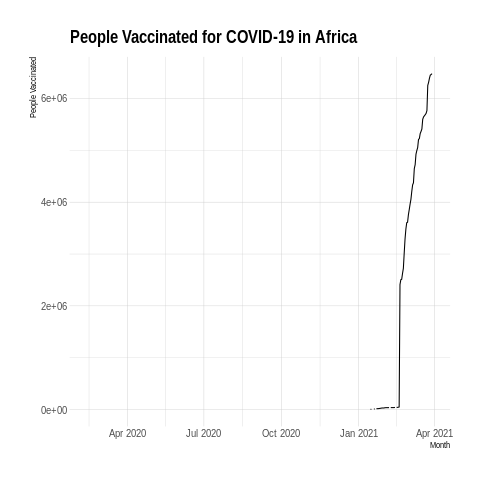 People Vaccinated for COVID-19 in Africa
People Vaccinated
6e+06
4e+06
2e+06
0e+00
Apr 2020
Jul 2020
Oct 2020
Jan 2021
Apr 2021
Month